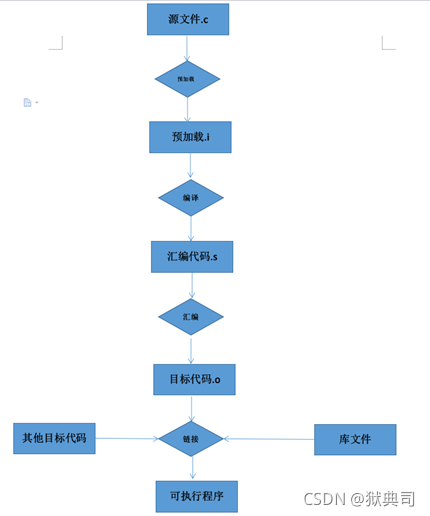 源文件.c
预加载
预加载.i
编译
汇编代码.s
汇编
目标代码.o
其他目标代码
链接
库文件
可执行程序
CSDN @狱典司